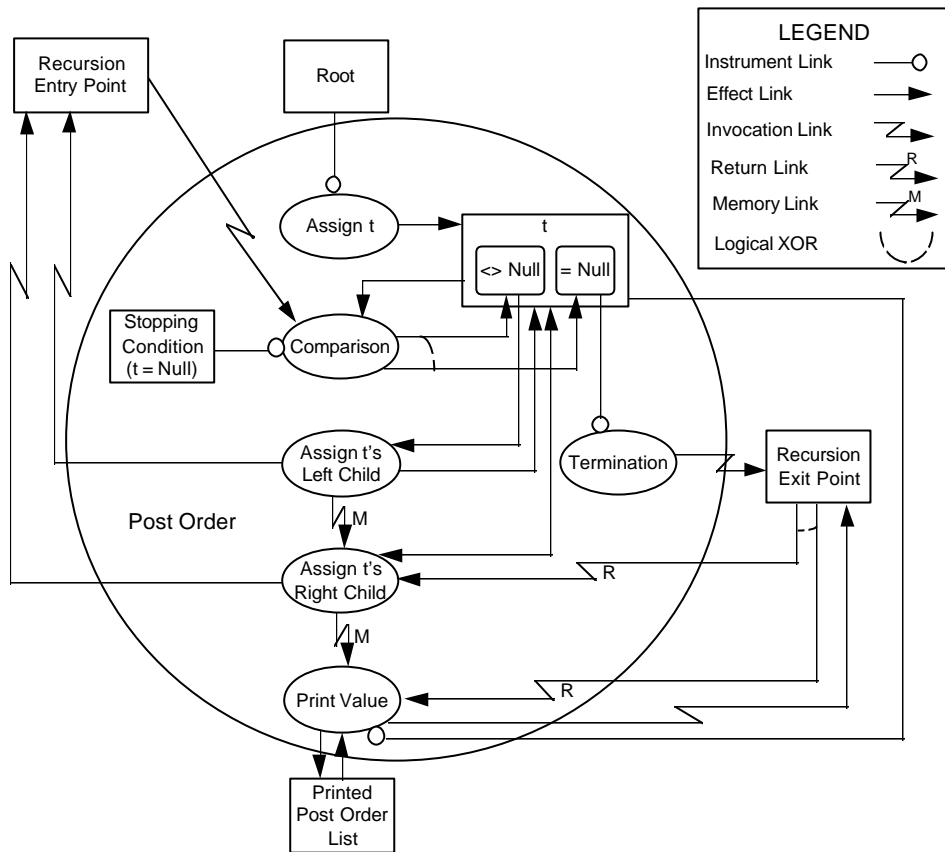 LEGEND
Instrument Link
Effect Link
Invocation Link
Return Link
R
Memory Link
M
Logical XOR
Recursion
Entry Point
Root
Assign t
t
<> Null
= Null
Stopping
Condition
(t = Null)
Comparison
Assign t's
Left Child
Termination
Recursion
Exit Point
M
Post Order
Assign t's
Right Child
R
M
Print Value
R
Printed
Post Order
List